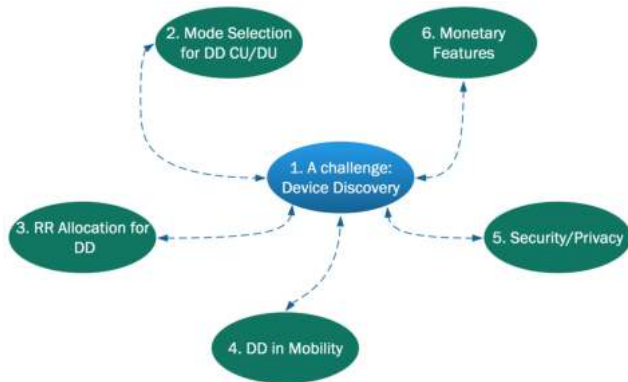 2. Mode Selection
for DD CU/DU
6. Monetary
Features
1. A challenge:
Device Discovery
3. RR Allocation for
DD
5. Security/Privacy
4. DD in Mobility